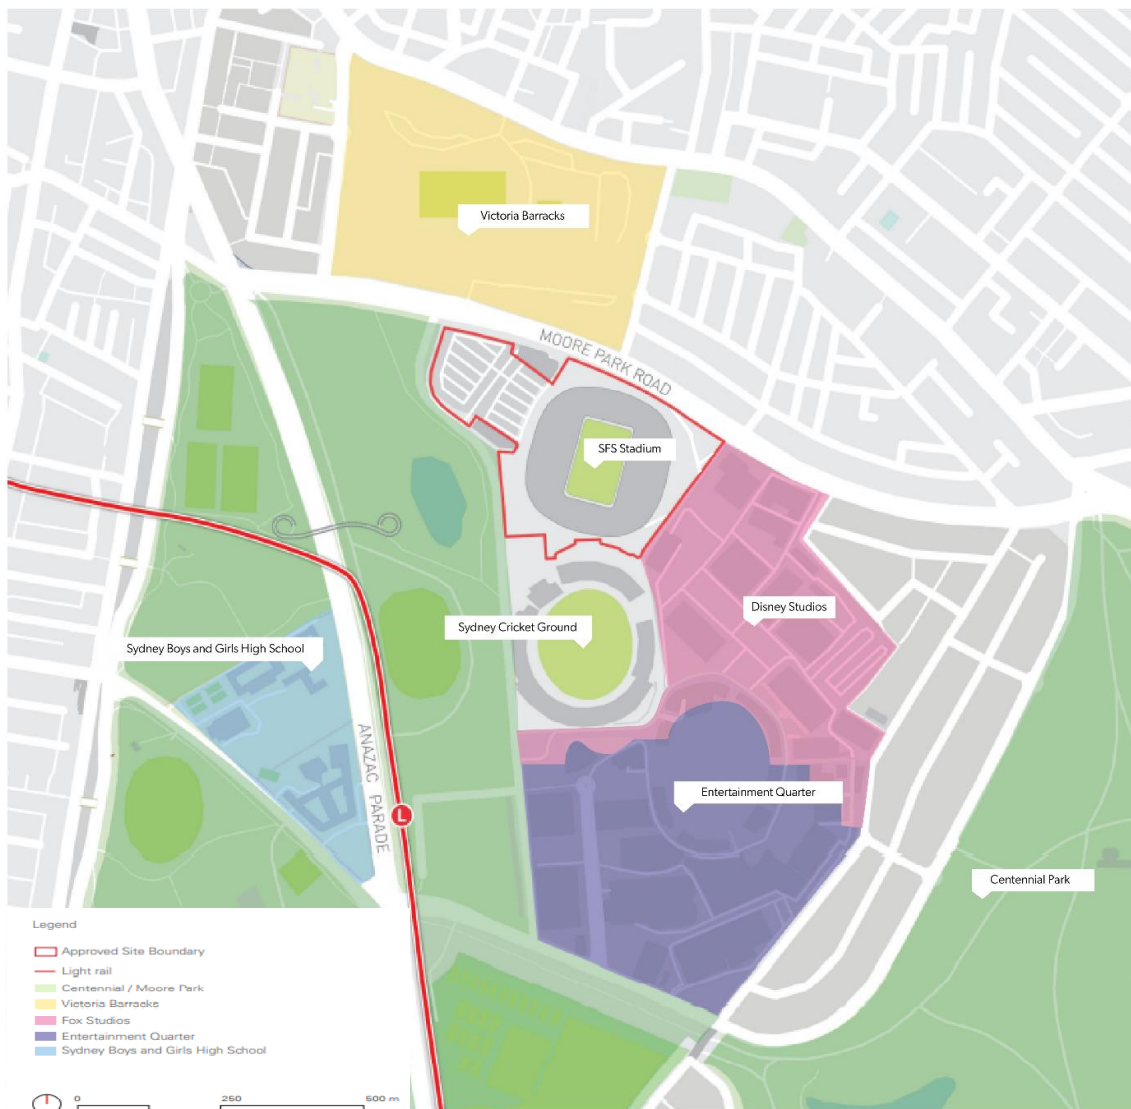 Victoria Barracks
MOORE PARK ROAD
SFS Stadium
Disney Studios
Sydney Cricket Ground
Sydney Boys and Girls High School
ANAZAC PARADE
Entertainment Quarter
L
Centennial Park
Legend
Approved Site Boundary
Light rail
Centennial / Moore Park
Victoria Barracks
Fox Studios
Entertainment Quarter
Sydney Boys and Girls High School
0 250 500 m